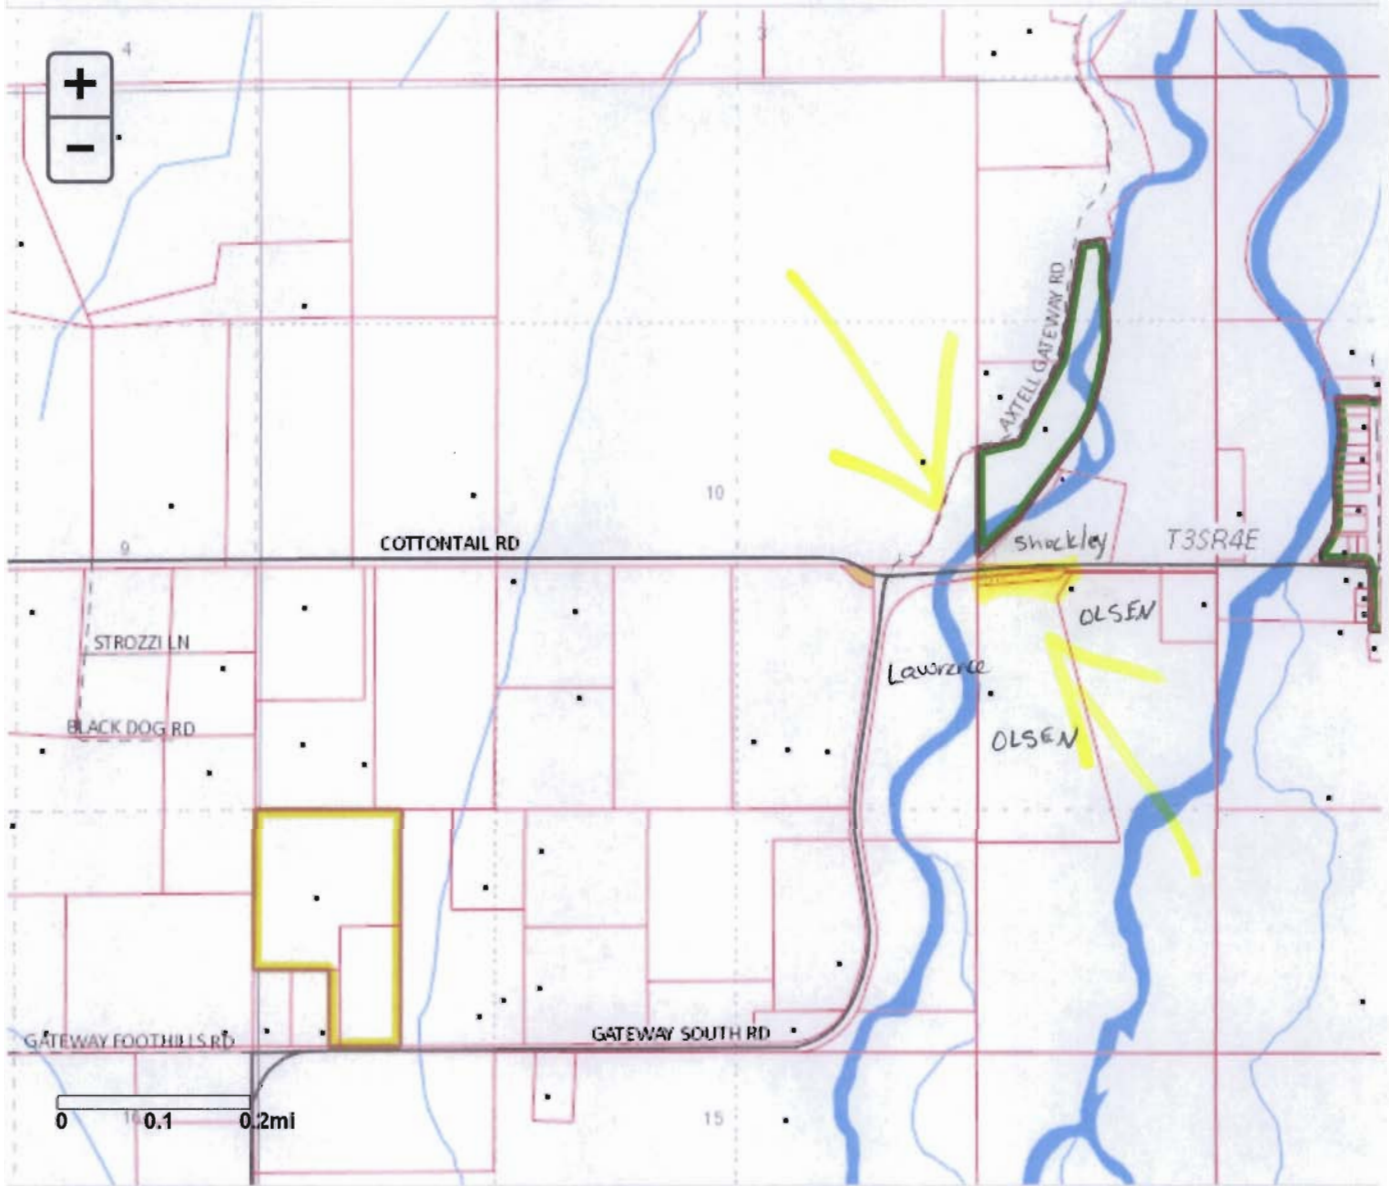 4
3
+
−
AXTELL GATEWAY RD
10
9
COTTONTAIL RD
Shockley
T3SR4E
OLSEN
STROZZI LN
Lawrence
BLACK DOG RD
OLSEN
GATEWAY FOOTHILLS RD
GATEWAY SOUTH RD
0 0.1 0.2mi
16
15